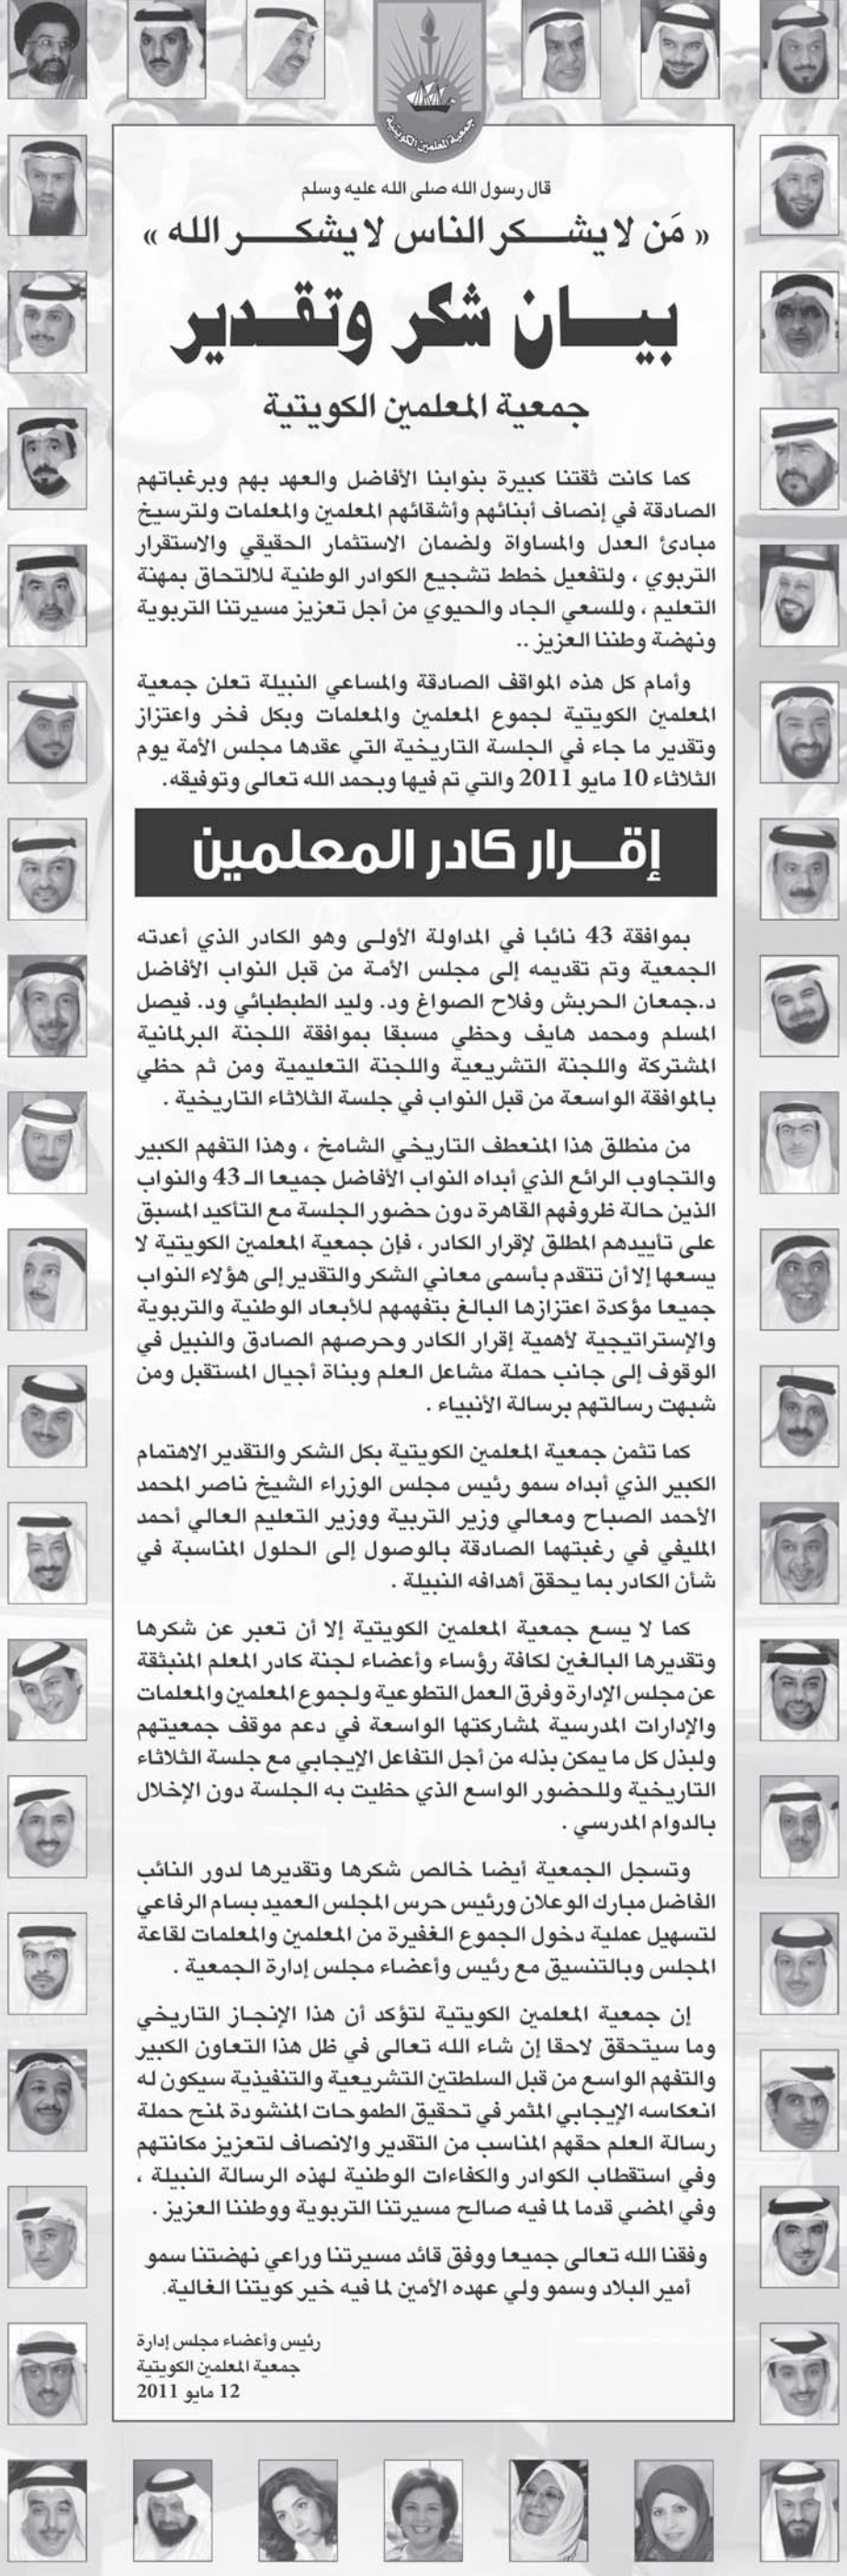 جمعية المعلمين الكويتية
قال رسول الله صلى الله عليه وسلم
« مَن لا يشـــكر الناس لا يشكـــــر الله »
بيـــان شكر وتقـــدير
جمعية المعلمين الكويتية
كما كانت ثقتنا كبيرة بنوابنا الأفاضل والعهد بهم وبرغباتهم
الصادقة في إنصاف أبنائهم وأشقائهم المعلمين والمعلمات ولترسيخ
مبادئ العدل والمساواة ولضمان الاستثمار الحقيقي والاستقرار
التربوي ، ولتفعيل خطط تشجيع الكوادر الوطنية للالتحاق بمهنة
التعليم ، وللسعي الجاد والحيوي من أجل تعزيز مسيرتنا التربوية
ونهضة وطننا العزيز ..
وأمام كل هذه المواقف الصادقة والمساعي النبيلة تعلن جمعية
المعلمين الكويتية لجموع المعلمين والمعلمات وبكل فخر واعتزاز
وتقدير ما جاء في الجلسة التاريخية التي عقدها مجلس الأمة يوم
الثلاثاء 10 مايو 2011 والتي تم فيها وبحمد الله تعالى وتوفيقه.
إقـــرار كادر المعلمين
بموافقة 43 نائبا في المداولة الأولى وهو الكادر الذي أعدته
الجمعية وتم تقديمه إلى مجلس الأمة من قبل النواب الأفاضل
د.جمعان الحربش وفلاح الصواغ ود. وليد الطبطبائي ود. فيصل
المسلم ومحمد هايف وحظي مسبقا بموافقة اللجنة البرلمانية
المشتركة واللجنة التشريعية واللجنة التعليمية ومن ثم حظي
بالموافقة الواسعة من قبل النواب في جلسة الثلاثاء التاريخية .
من منطلق هذا المنعطف التاريخي الشامخ ، وهذا التفهم الكبير
والتجاوب الرائع الذي أبداه النواب الأفاضل جميعا الـ 43 والنواب
الذين حالة ظروفهم القاهرة دون حضور الجلسة مع التأكيد المسبق
على تأييدهم المطلق لإقرار الكادر ، فإن جمعية المعلمين الكويتية لا
يسعها إلا أن تتقدم بأسمى معاني الشكر والتقدير إلى هؤلاء النواب
جميعا مؤكدة اعتزازها البالغ بتفهمهم للأبعاد الوطنية والتربوية
والإستراتيجية لأهمية إقرار الكادر وحرصهم الصادق والنبيل في
الوقوف إلى جانب حملة مشاعل العلم وبناة أجيال المستقبل ومن
شبهت رسالتهم برسالة الأنبياء .
كما تثمن جمعية المعلمين الكويتية بكل الشكر والتقدير الاهتمام
الكبير الذي أبداه سمو رئيس مجلس الوزراء الشيخ ناصر المحمد
الأحمد الصباح ومعالي وزير التربية ووزير التعليم العالي أحمد
المليفي في رغبتهما الصادقة بالوصول إلى الحلول المناسبة في
شأن الكادر بما يحقق أهدافه النبيلة .
كما لا يسع جمعية المعلمين الكويتية إلا أن تعبر عن شكرها
وتقديرها البالغين لكافة رؤساء وأعضاء لجنة كادر المعلم المنبثقة
عن مجلس الإدارة وفرق العمل التطوعية ولجموع المعلمين والمعلمات
والإدارات المدرسية لمشاركتها الواسعة في دعم موقف جمعيتهم
ولبذل كل ما يمكن بذله من أجل التفاعل الإيجابي مع جلسة الثلاثاء
التاريخية وللحضور الواسع الذي حظيت به الجلسة دون الإخلال
بالدوام المدرسي .
وتسجل الجمعية أيضا خالص شكرها وتقديرها لدور النائب
الفاضل مبارك الوعلان ورئيس حرس المجلس العميد بسام الرفاعي
لتسهيل عملية دخول الجموع الغفيرة من المعلمين والمعلمات لقاعة
المجلس وبالتنسيق مع رئيس وأعضاء مجلس إدارة الجمعية .
إن جمعية المعلمين الكويتية لتؤكد أن هذا الإنجاز التاريخي
وما سيتحقق لاحقا إن شاء الله تعالى في ظل هذا التعاون الكبير
والتفهم الواسع من قبل السلطتين التشريعية والتنفيذية سيكون له
انعكاسه الإيجابي المثمر في تحقيق الطموحات المنشودة لمنح حملة
رسالة العلم حقهم المناسب من التقدير والانصاف لتعزيز مكانتهم
وفي استقطاب الكوادر والكفاءات الوطنية لهذه الرسالة النبيلة ،
وفي المضي قدما لما فيه صالح مسيرتنا التربوية ووطننا العزيز .
وفقنا الله تعالى جميعا ووفق قائد مسيرتنا وراعي نهضتنا سمو
أمير البلاد وسمو ولي عهده الأمين لما فيه خير كويتنا الغالية.
رئيس وأعضاء مجلس إدارة
جمعية المعلمين الكويتية
12 مايو 2011